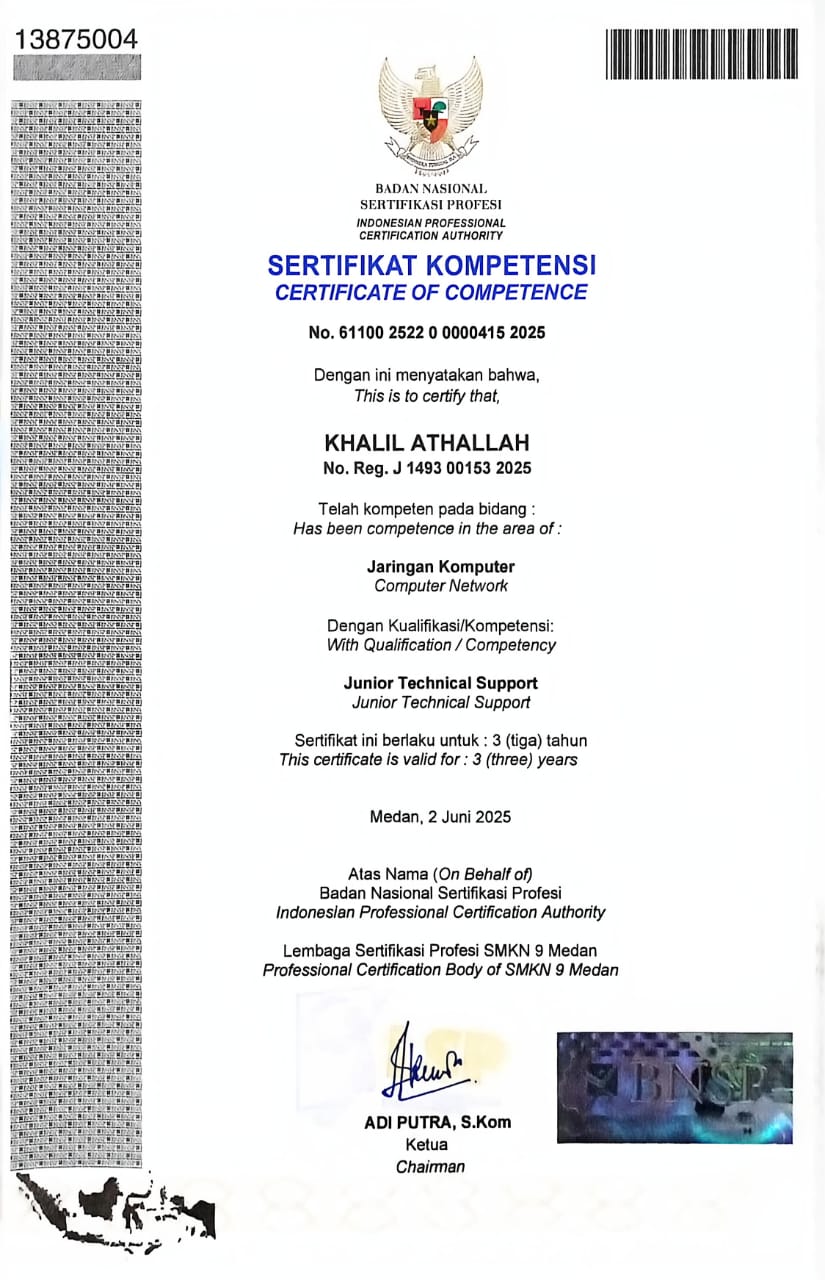 13875004
BADAN NASIONAL
SERTIFIKASI PROFESI
INDONESIAN PROFESSIONAL
CERTIFICATION AUTHORITY
SERTIFIKAT KOMPETENSI
CERTIFICATE OF COMPETENCE
No. 61100 2522 0 0000415 2025
Dengan ini menyatakan bahwa,
This is to certify that,
KHALIL ATHALLAH
No. Reg. J 1493 00153 2025
Telah kompeten pada bidang :
Has been competence in the area of :
Jaringan Komputer
Computer Network
Dengan Kualifikasi/Kompetensi:
With Qualification / Competency
Junior Technical Support
Junior Technical Support
Sertifikat ini berlaku untuk : 3 (tiga) tahun
This certificate is valid for : 3 (three) years
Medan, 2 Juni 2025
Atas Nama (On Behalf of)
Badan Nasional Sertifikasi Profesi
Indonesian Professional Certification Authority
Lembaga Sertifikasi Profesi SMKN 9 Medan
Professional Certification Body of SMKN 9 Medan
BNSP
ADI PUTRA, S.Kom
Ketua
Chairman